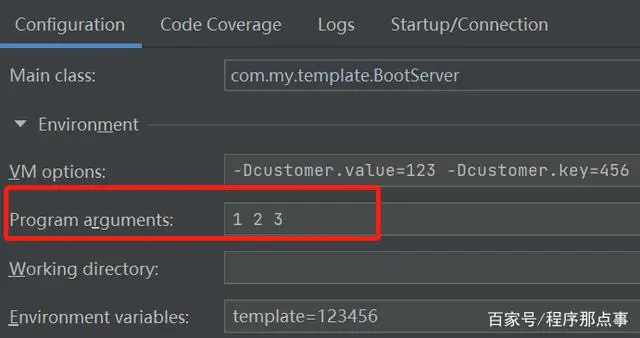 Configuration Code Coverage Logs Startup/Connection
Main class: com.my.template.BootServer
Environment
VM options: -Dcustomer.value=123 -Dcustomer.key=456
Program arguments: 1 2 3
Working directory:
Environment variables: template=123456
百家号/程序那点事